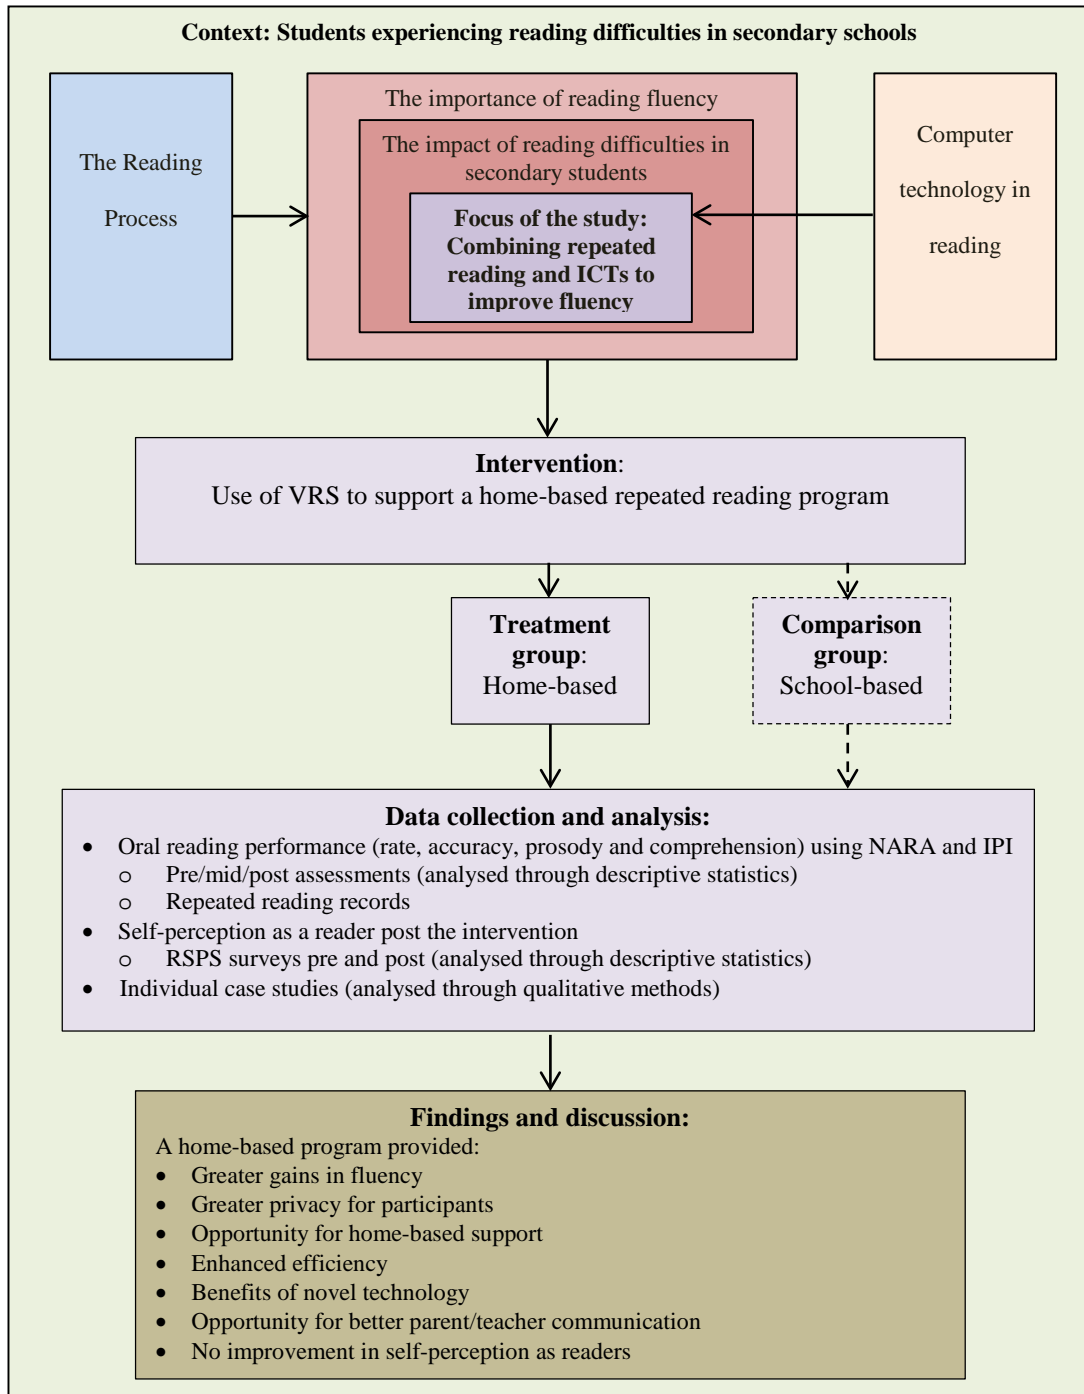 Context: Students experiencing reading difficulties in secondary schools
The Reading
Process
The importance of reading fluency
The impact of reading difficulties in
secondary students
Focus of the study:
Combining repeated
reading and ICTs to
improve fluency
Computer
technology in
reading
Intervention:
Use of VRS to support a home-based repeated reading program
Treatment
group:
Home-based
Comparison
group:
School-based
Data collection and analysis:
• Oral reading performance (rate, accuracy, prosody and comprehension) using NARA and IPI
o Pre/mid/post assessments (analysed through descriptive statistics)
o Repeated reading records
• Self-perception as a reader post the intervention
o RSPS surveys pre and post (analysed through descriptive statistics)
• Individual case studies (analysed through qualitative methods)
Findings and discussion:
A home-based program provided:
• Greater gains in fluency
• Greater privacy for participants
• Opportunity for home-based support
• Enhanced efficiency
• Benefits of novel technology
• Opportunity for better parent/teacher communication
• No improvement in self-perception as readers